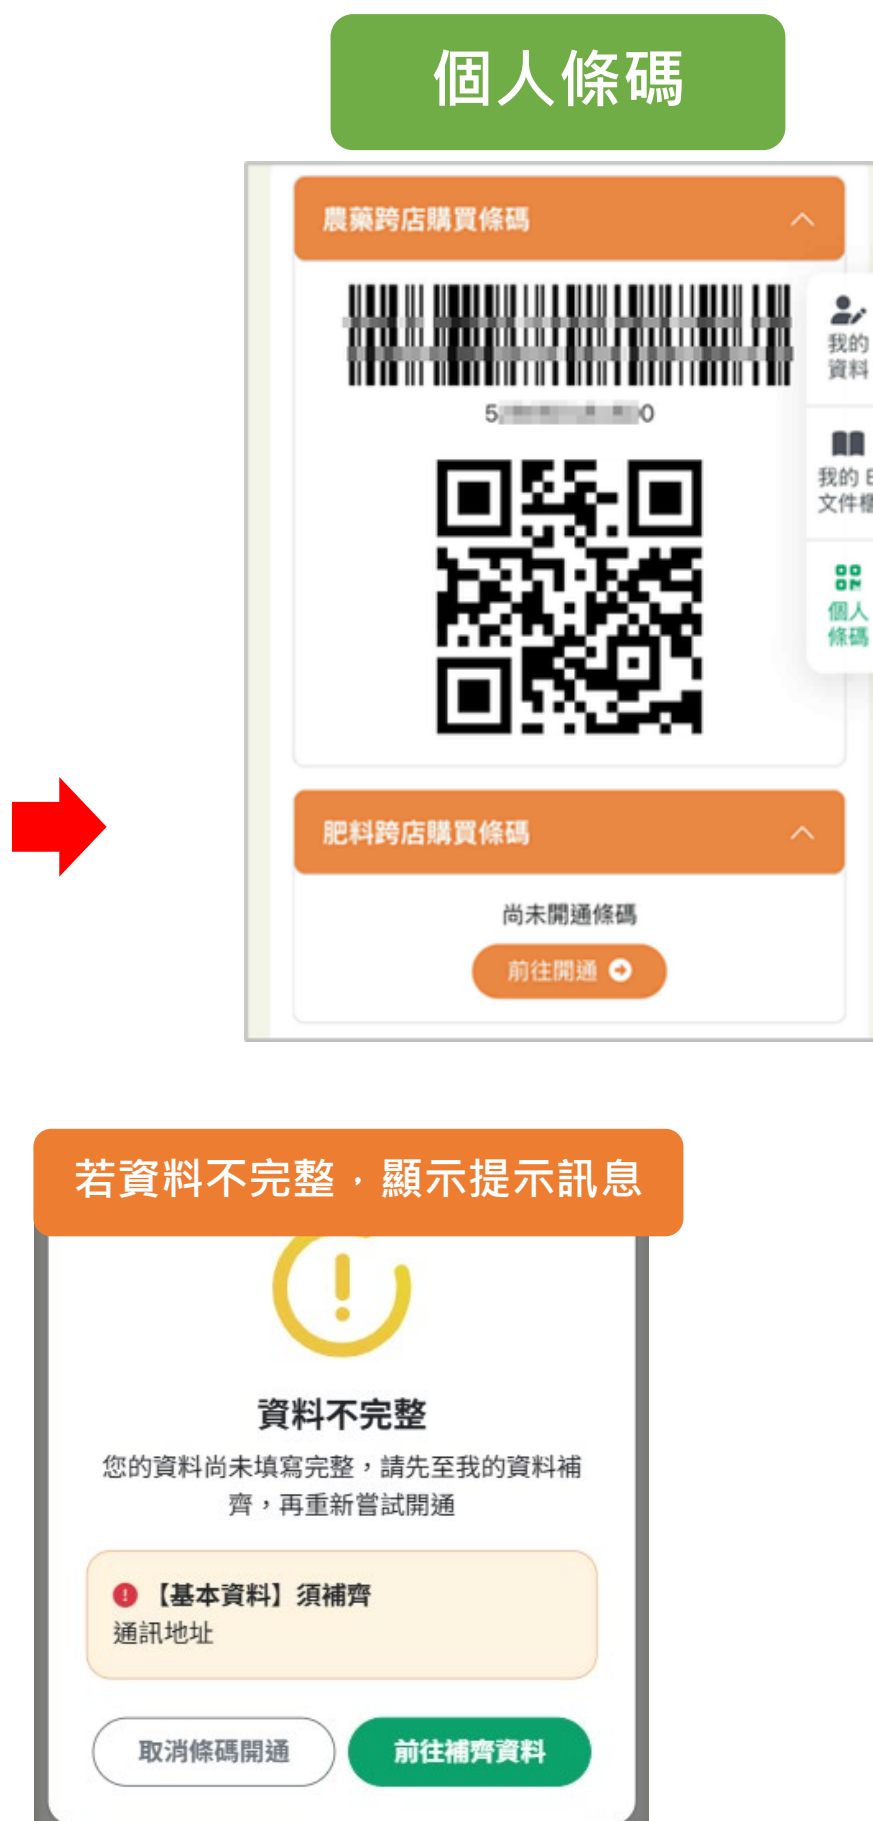 個人條碼
農藥跨店購買條碼
我的
資料
我的 E
文件櫃
個人
條碼
肥料跨店購買條碼
尚未開通條碼
前往開通
若資料不完整，顯示提示訊息
資料不完整
您的資料尚未填寫完整，請先至我的資料補
齊，再重新嘗試開通
【基本資料】須補齊
通訊地址
取消條碼開通
前往補齊資料